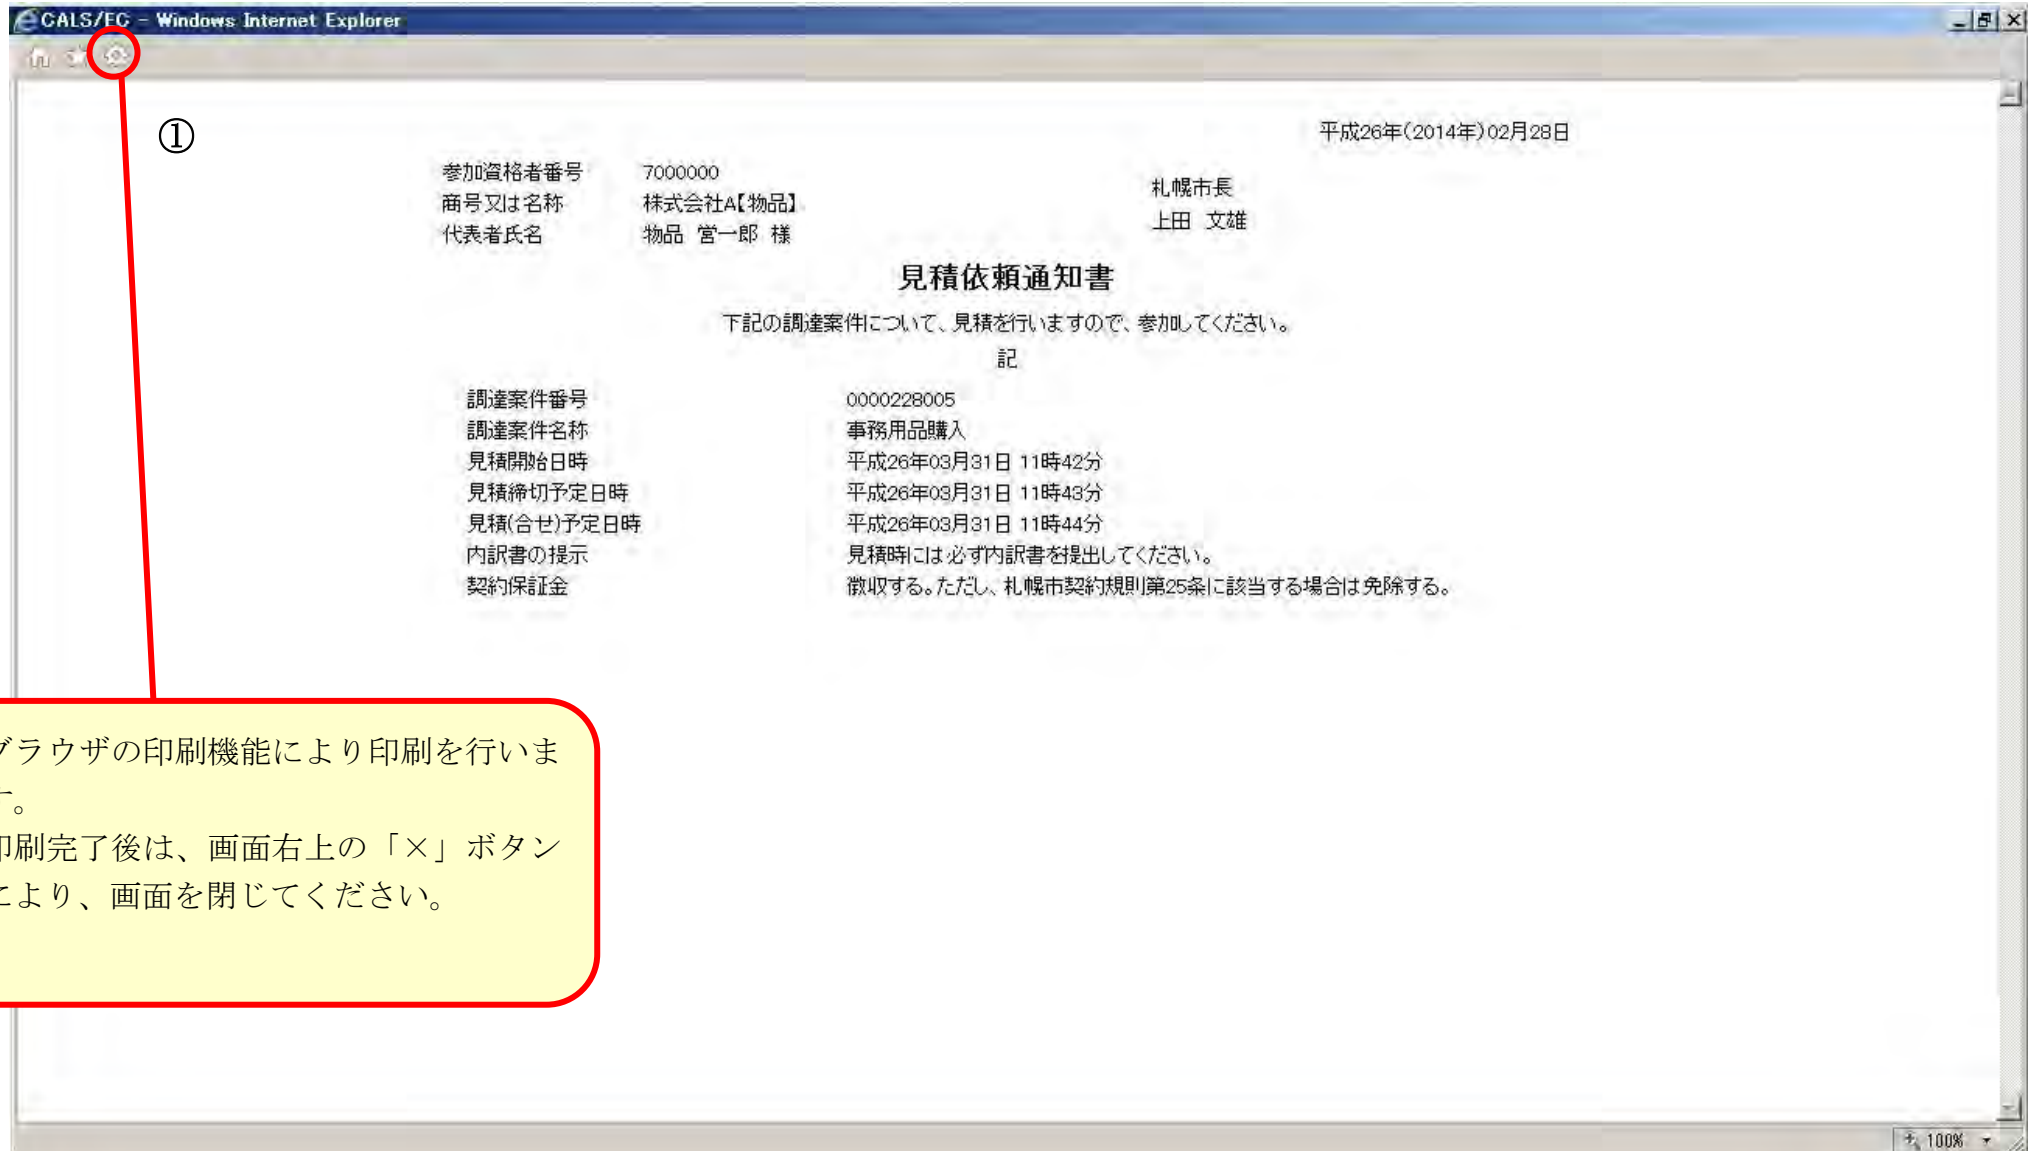 CALS/EC - Windows Internet Explorer
①
平成26年(2014年)02月28日
参加資格者番号 7000000
商号又は名称 株式会社A【物品】
代表者氏名 物品 営一郎 様
札幌市長
上田 文雄
見積依頼通知書
下記の調達案件について、見積を行いますので、参加してください。
記
調達案件番号 0000228005
調達案件名称 事務用品購入
見積開始日時 平成26年03月31日 11時42分
見積締切予定日時 平成26年03月31日 11時43分
見積(合せ)予定日時 平成26年03月31日 11時44分
内訳書の提示 見積時には必ず内訳書を提出してください。
契約保証金 徴収する。ただし、札幌市契約規則第25条に該当する場合は免除する。
ブラウザの印刷機能により印刷を行いま
す。
印刷完了後は、画面右上の「×」ボタン
により、画面を閉じてください。
100%